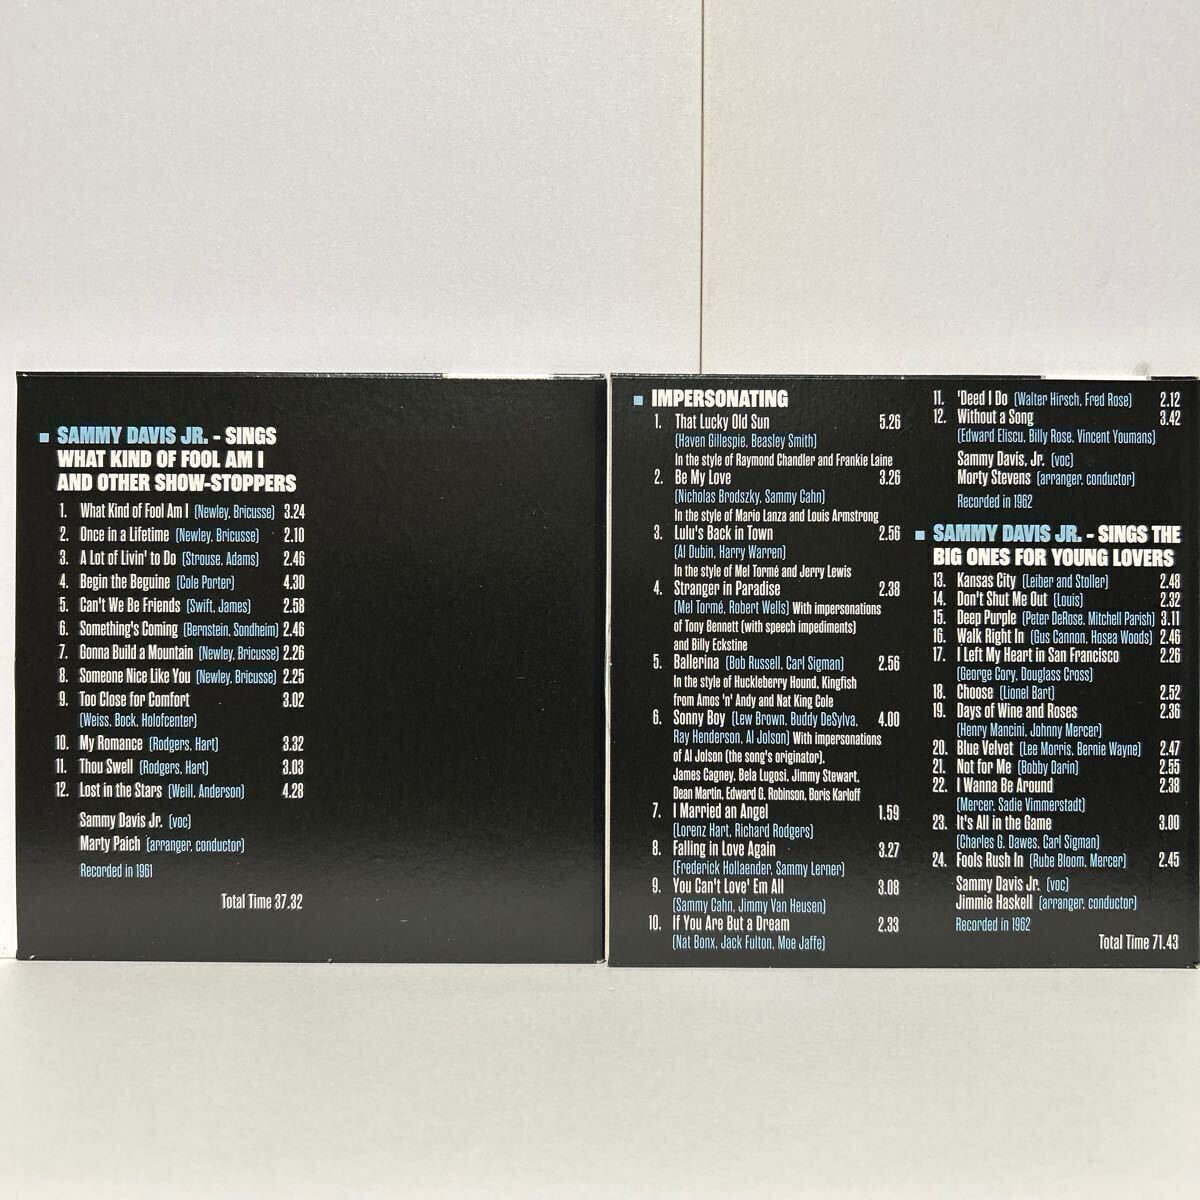 SAMMY DAVIS JR. - SINGS
WHAT KIND OF FOOL AM I
AND OTHER SHOW-STOPPERS
1. What Kind of Fool Am I (Newley, Bricusse) 3.24
2. Once in a Lifetime (Newley, Bricusse) 2.10
3. A Lot of Livin' to Do (Strouse, Adams) 2.46
4. Begin the Beguine (Cole Porter) 4.30
5. Can't We Be Friends (Swift, James) 2.58
6. Something's Coming (Bernstein, Sondheim) 2.46
7. Gonna Build a Mountain (Newley, Bricusse) 2.26
8. Someone Nice Like You (Newley, Bricusse) 2.25
9. Too Close for Comfort 3.02
(Weiss, Bock, Holofcenter)
10. My Romance (Rodgers, Hart) 3.32
11. Thou Swell (Rodgers, Hart) 3.03
12. Lost in the Stars (Weill, Anderson) 4.28
Sammy Davis Jr. (voc)
Marty Paich (arranger, conductor)
Recorded in 1961
Total Time 37.32
IMPERSONATING
1. That Lucky Old Sun 5.26
(Haven Gillespie, Beasley Smith)
In the style of Raymond Chandler and Frankie Laine
2. Be My Love 3.26
(Nicholas Brodszky, Sammy Cahn)
In the style of Mario Lanza and Louis Armstrong
3. Lulu's Back in Town 2.56
(Al Dubin, Harry Warren)
In the style of Mel Tormé and Jerry Lewis
4. Stranger in Paradise 2.38
(Mel Tormé, Robert Wells) With impersonations
of Tony Bennett (with speech impediments)
and Billy Eckstine
5. Ballerina (Bob Russell, Carl Sigman) 2.56
In the style of Huckleberry Hound, Kingfish
from Amos 'n' Andy and Nat King Cole
6. Sonny Boy (Lew Brown, Buddy DeSylva, 4.00
Ray Henderson, Al Jolson) With impersonations
of Al Jolson (the song's originator),
James Cagney, Bela Lugosi, Jimmy Stewart,
Dean Martin, Edward G. Robinson, Boris Karloff
7. I Married an Angel 1.59
(Lorenz Hart, Richard Rodgers)
8. Falling in Love Again 3.27
(Frederick Hollaender, Sammy Lerner)
9. You Can't Love' Em All 3.08
(Sammy Cahn, Jimmy Van Heusen)
10. If You Are But a Dream 2.33
(Nat Bonx, Jack Fulton, Moe Jaffe)
11. 'Deed I Do (Walter Hirsch, Fred Rose) 2.12
12. Without a Song 3.42
(Edward Eliscu, Billy Rose, Vincent Youmans)
Sammy Davis, Jr. (voc)
Morty Stevens (arranger, conductor)
Recorded in 1962
SAMMY DAVIS JR. - SINGS THE
BIG ONES FOR YOUNG LOVERS
13. Kansas City (Leiber and Stoller) 2.48
14. Don't Shut Me Out (Louis) 2.32
15. Deep Purple (Peter DeRose, Mitchell Parish) 3.11
16. Walk Right In (Gus Cannon, Hosea Woods) 2.46
17. I Left My Heart in San Francisco 2.26
(George Cory, Douglass Cross)
18. Choose (Lionel Bart) 2.52
19. Days of Wine and Roses 2.36
(Henry Mancini, Johnny Mercer)
20. Blue Velvet (Lee Morris, Bernie Wayne) 2.47
21. Not for Me (Bobby Darin) 2.55
22. I Wanna Be Around 2.38
(Mercer, Sadie Vimmerstadt)
23. It's All in the Game 3.00
(Charles G. Dawes, Carl Sigman)
24. Fools Rush In (Rube Bloom, Mercer) 2.45
Sammy Davis Jr. (voc)
Jimmie Haskell (arranger, conductor)
Recorded in 1962
Total Time 71.43